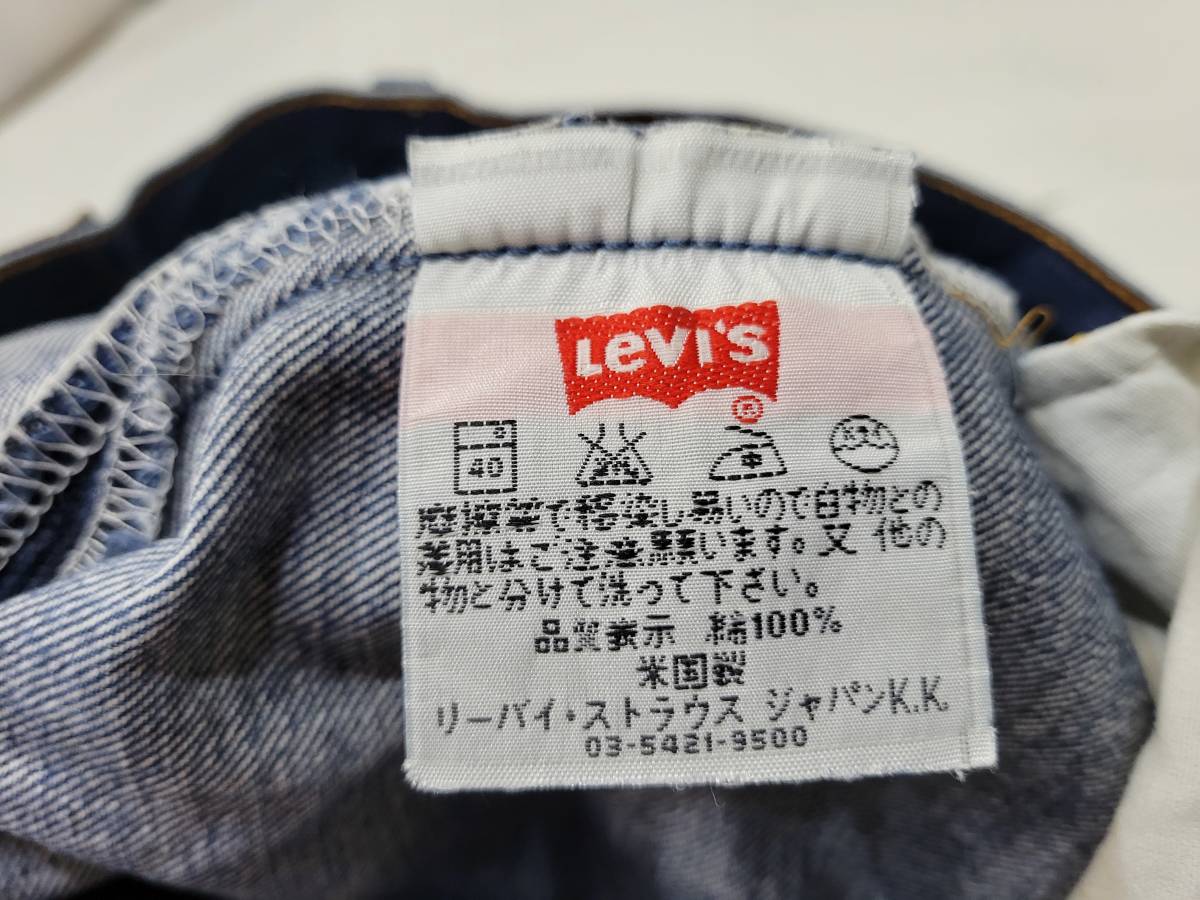 Levi's ®
40 中
摩擦等で移染し易いので白物との
着用はご注意願います。又 他の
物と分けて洗って下さい。
品質表示 綿100%
米国製
リーバイ・ストラウス ジャパンK.K.
03-5421-9500